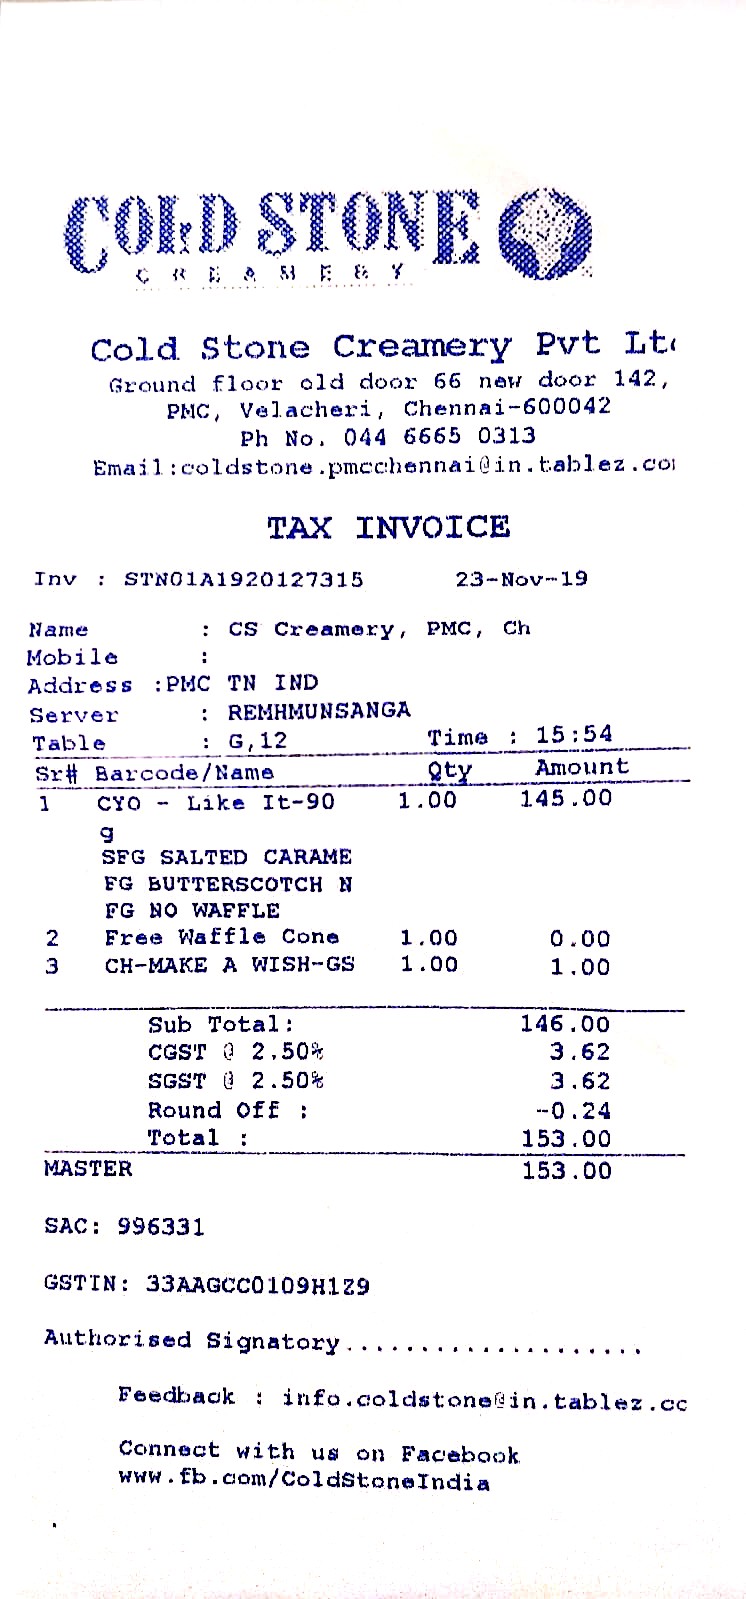 COLD STONE
CREAMERY
Cold Stone Creamery Pvt Lt
Ground floor old door 66 new door 142,
PMC, Velacheri, Chennai-600042
Ph No. 044 6665 0313
Email:coldstone.pmcchennai@in.tablez.co
TAX INVOICE
Inv : STN01A1920127315 23-Nov-19
Name : CS Creamery, PMC, Ch
Mobile :
Address :PMC TN IND
Server : REMHMUNSANGA
Table : G,12 Time : 15:54
Sr# Barcode/Name Qty Amount
1 CYO - Like It-90 1.00 145.00
g
SFG SALTED CARAME
FG BUTTERSCOTCH N
FG NO WAFFLE
2 Free Waffle Cone 1.00 0.00
3 CH-MAKE A WISH-GS 1.00 1.00
Sub Total: 146.00
CGST @ 2.50% 3.62
SGST @ 2.50% 3.62
Round Off : -0.24
Total : 153.00
MASTER 153.00
SAC: 996331
GSTIN: 33AAGCC0109H1Z9
Authorised Signatory....................
Feedback : info.coldstone@in.tablez.cc
Connect with us on Facebook
www.fb.com/ColdStoneIndia